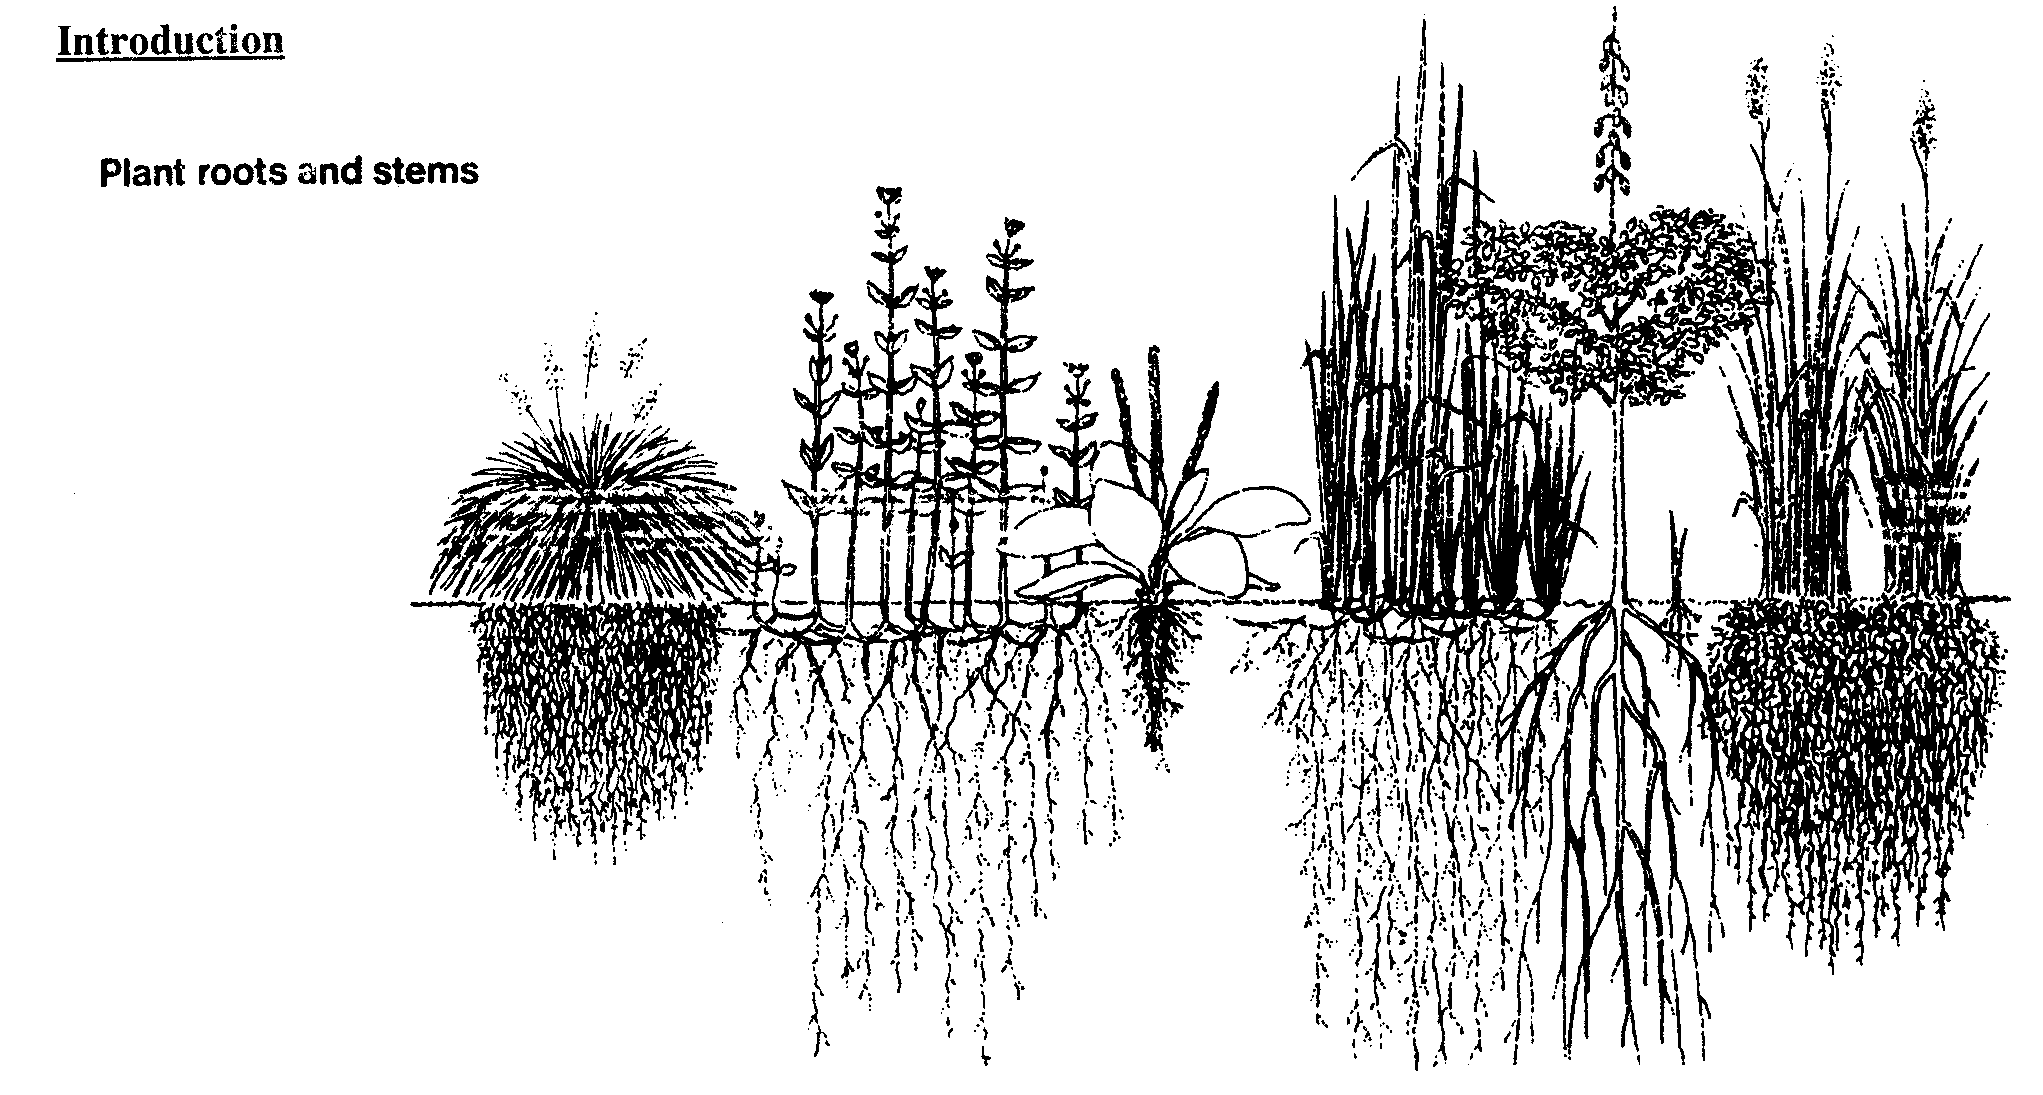 Introduction
Plant roots and stems